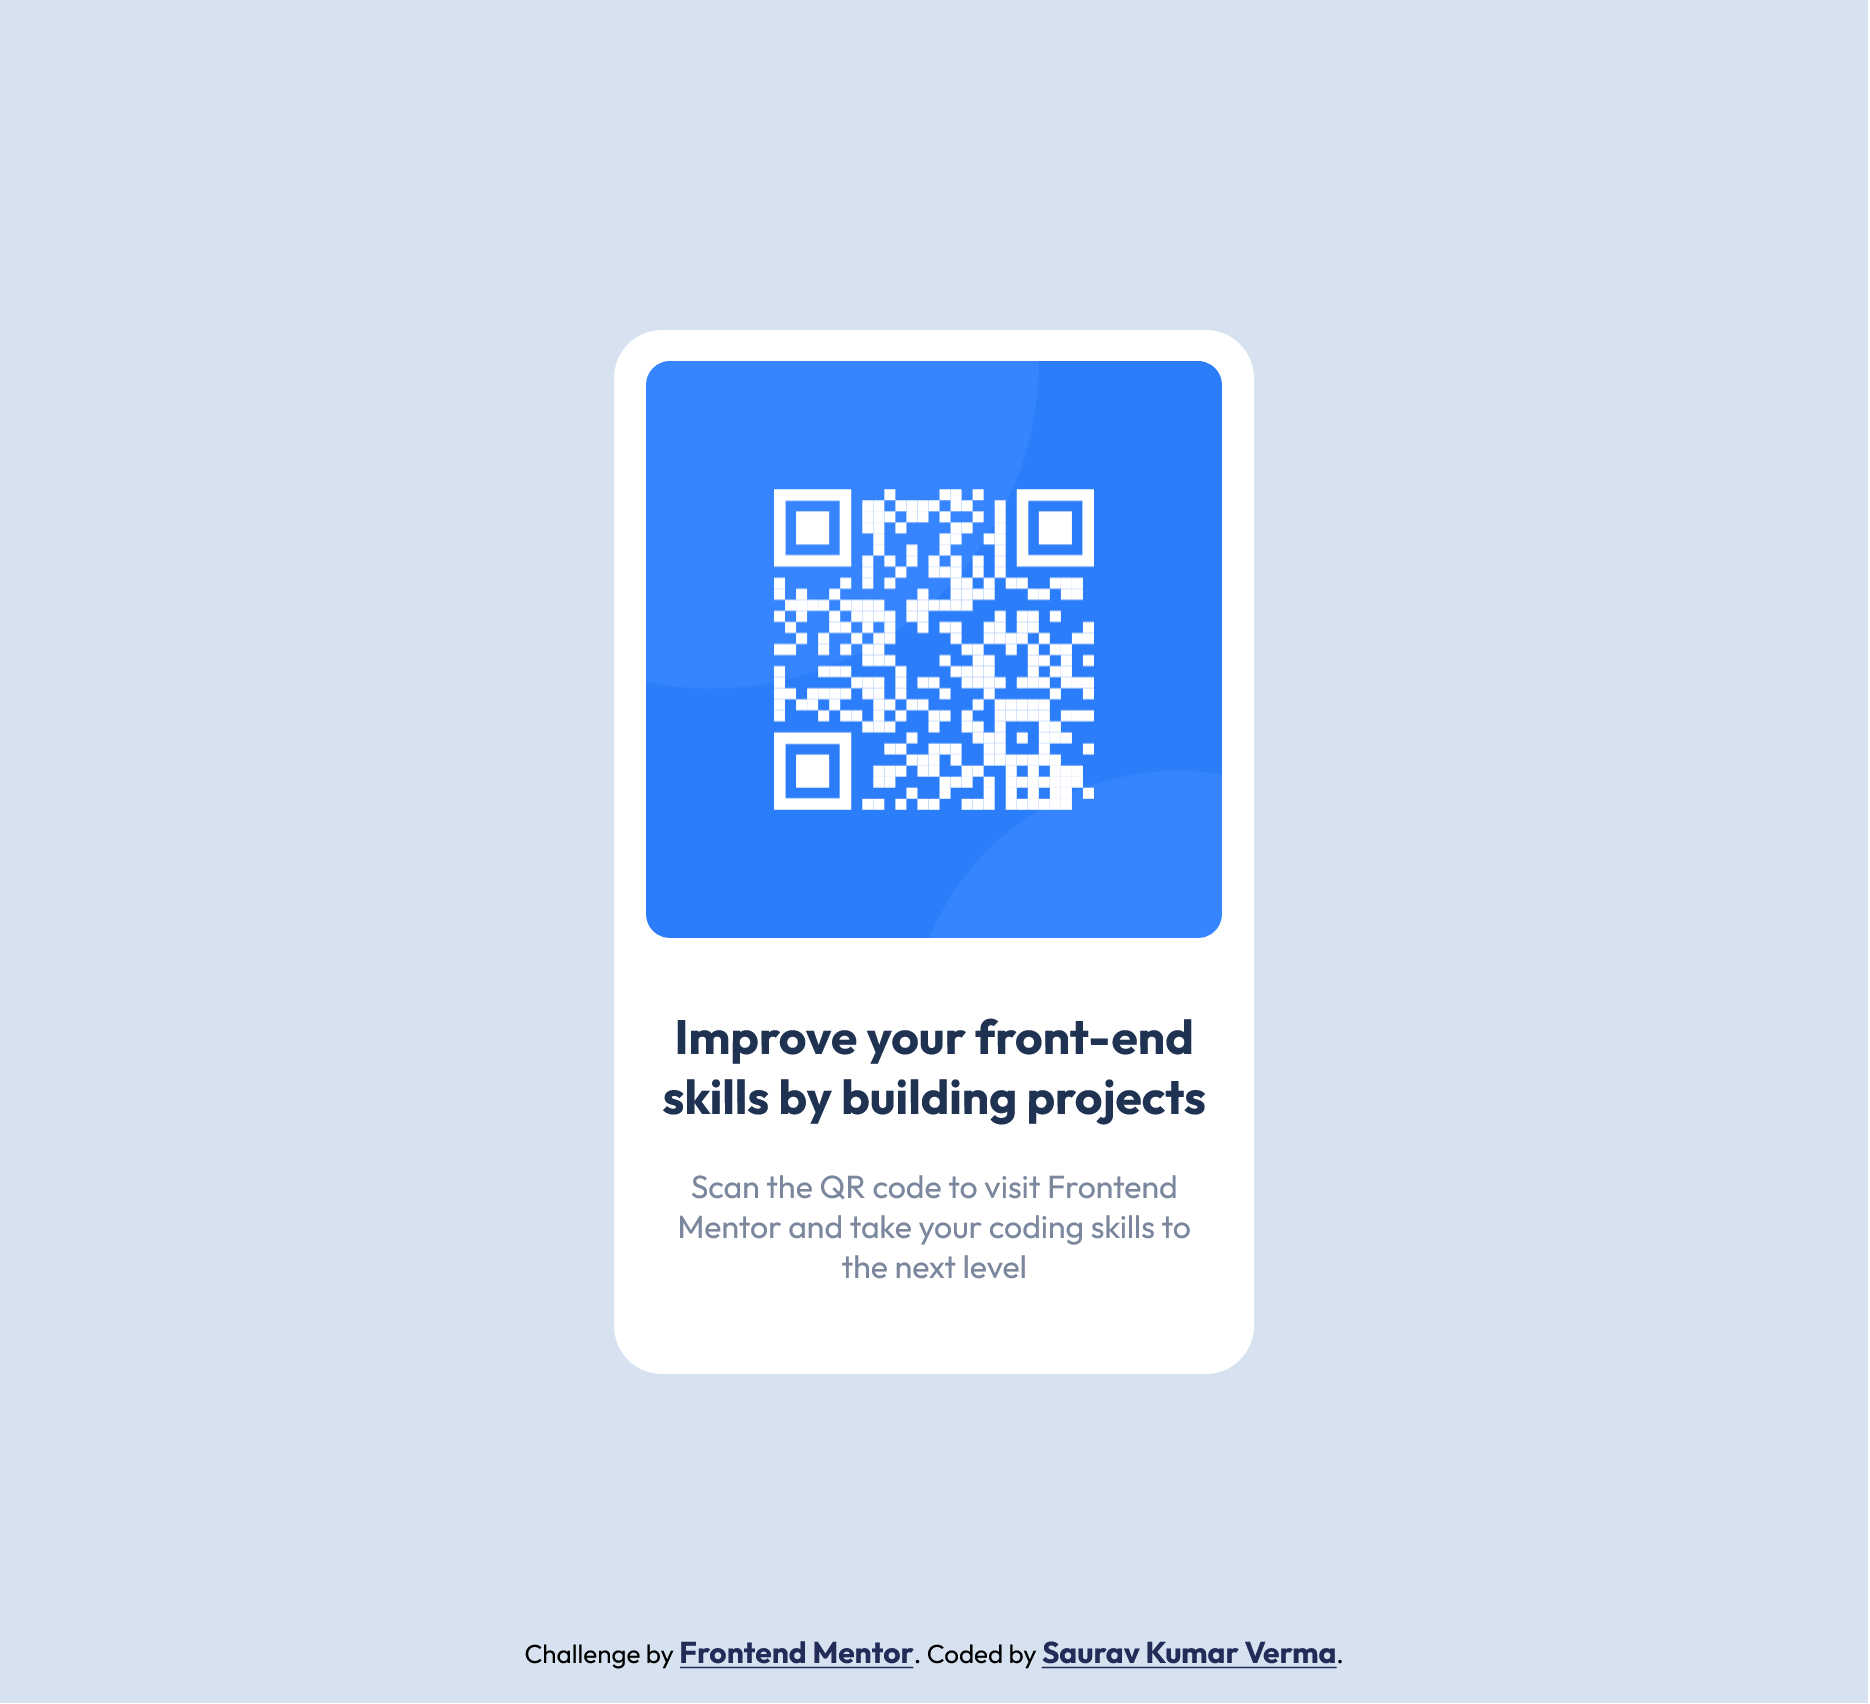 Improve your front-end
skills by building projects
Scan the QR code to visit Frontend
Mentor and take your coding skills to
the next level
Challenge by Frontend Mentor. Coded by Saurav Kumar Verma.